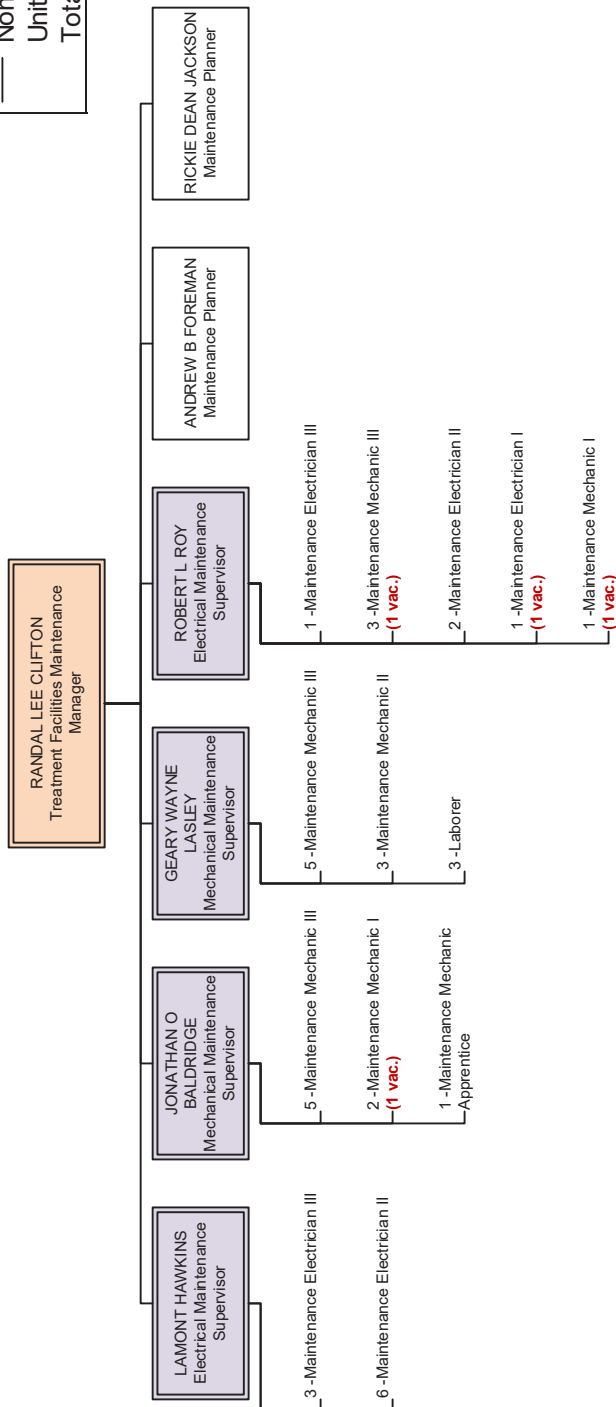 Non
Unit
Tota
RANDAL LEE CLIFTON
Treatment Facilities Maintenance
Manager
LAMONT HAWKINS
Electrical Maintenance
Supervisor
3 -Maintenance Electrician III
6 -Maintenance Electrician II
JONATHAN O
BALDRIDGE
Mechanical Maintenance
Supervisor
5 -Maintenance Mechanic III
2 -Maintenance Mechanic I
(1 vac.)
1 -Maintenance Mechanic
Apprentice
GEARY WAYNE
LASLEY
Mechanical Maintenance
Supervisor
5 -Maintenance Mechanic III
3 -Maintenance Mechanic II
3 -Laborer
ROBERT L ROY
Electrical Maintenance
Supervisor
1 -Maintenance Electrician III
3 -Maintenance Mechanic III
(1 vac.)
2 -Maintenance Electrician II
1 -Maintenance Electrician I
(1 vac.)
1 -Maintenance Mechanic I
(1 vac.)
ANDREW B FOREMAN
Maintenance Planner
RICKIE DEAN JACKSON
Maintenance Planner